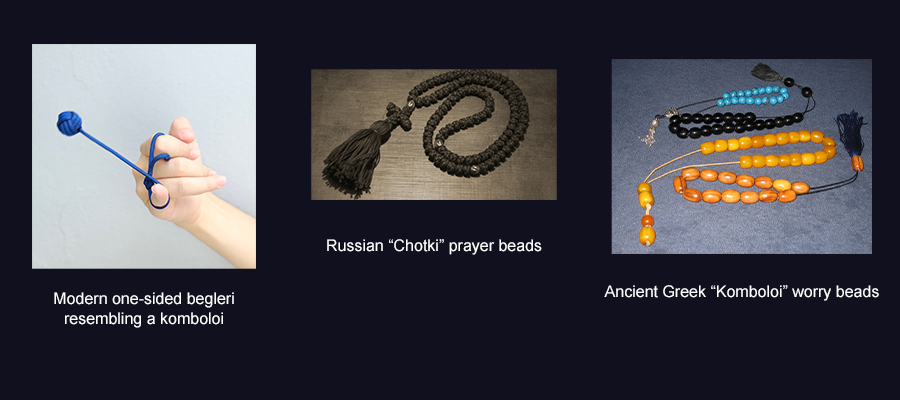 Modern one-sided begleri
resembling a komboloi
Russian “Chotki” prayer beads
Ancient Greek “Komboloi” worry beads